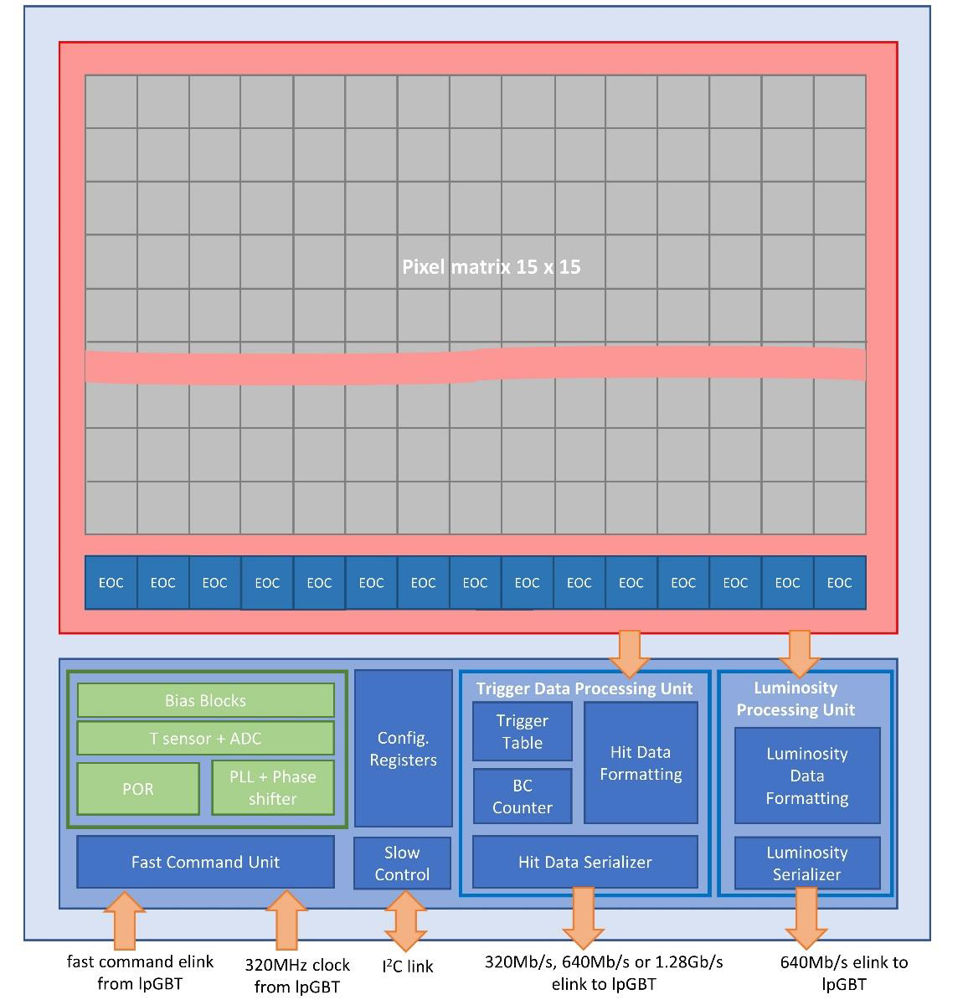 Pixel matrix 15 x 15
EOC EOC EOC EOC EOC EOC EOC EOC EOC EOC EOC EOC EOC EOC EOC
Bias Blocks
T sensor + ADC
POR
PLL + Phase
shifter
Fast Command Unit
Config.
Registers
Slow
Control
Trigger Data Processing Unit
Trigger
Table
BC
Counter
Hit Data
Formatting
Hit Data Serializer
Luminosity
Processing Unit
Luminosity
Data
Formatting
Luminosity
Serializer
fast command elink
from lpGBT
320MHz clock
from lpGBT
I²C link
320Mb/s, 640Mb/s or 1.28Gb/s
elink to lpGBT
640Mb/s elink to
lpGBT